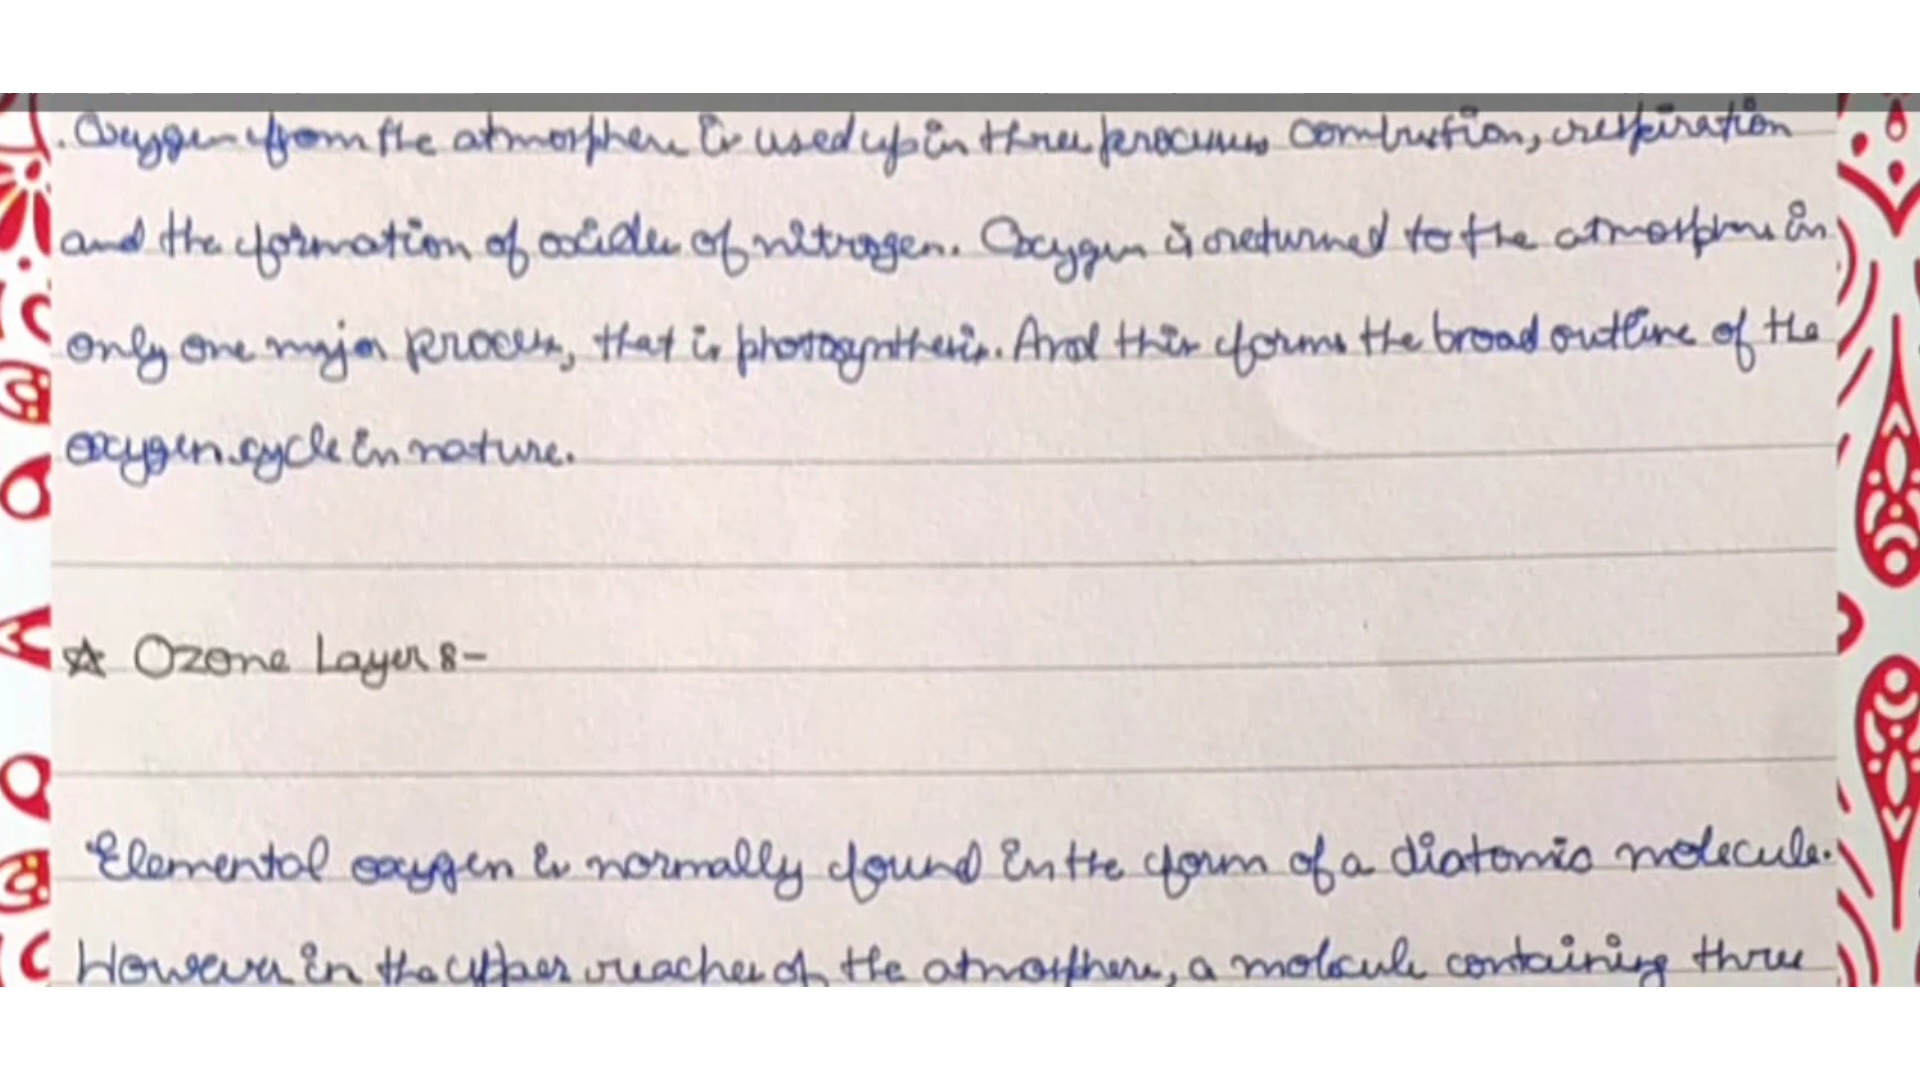 . Oxygen from the atmosphere is used up in three processes combustion, respiration
and the formation of oxides of nitrogen. Oxygen is returned to the atmosphere in
only one major process, that is photosynthesis. And this forms the broad outline of the
oxygen cycle in nature.
☆ Ozone Layer :-
Elemental oxygen is normally found in the form of a diatomic molecule.
However in the upper reaches of the atmosphere, a molecule containing three